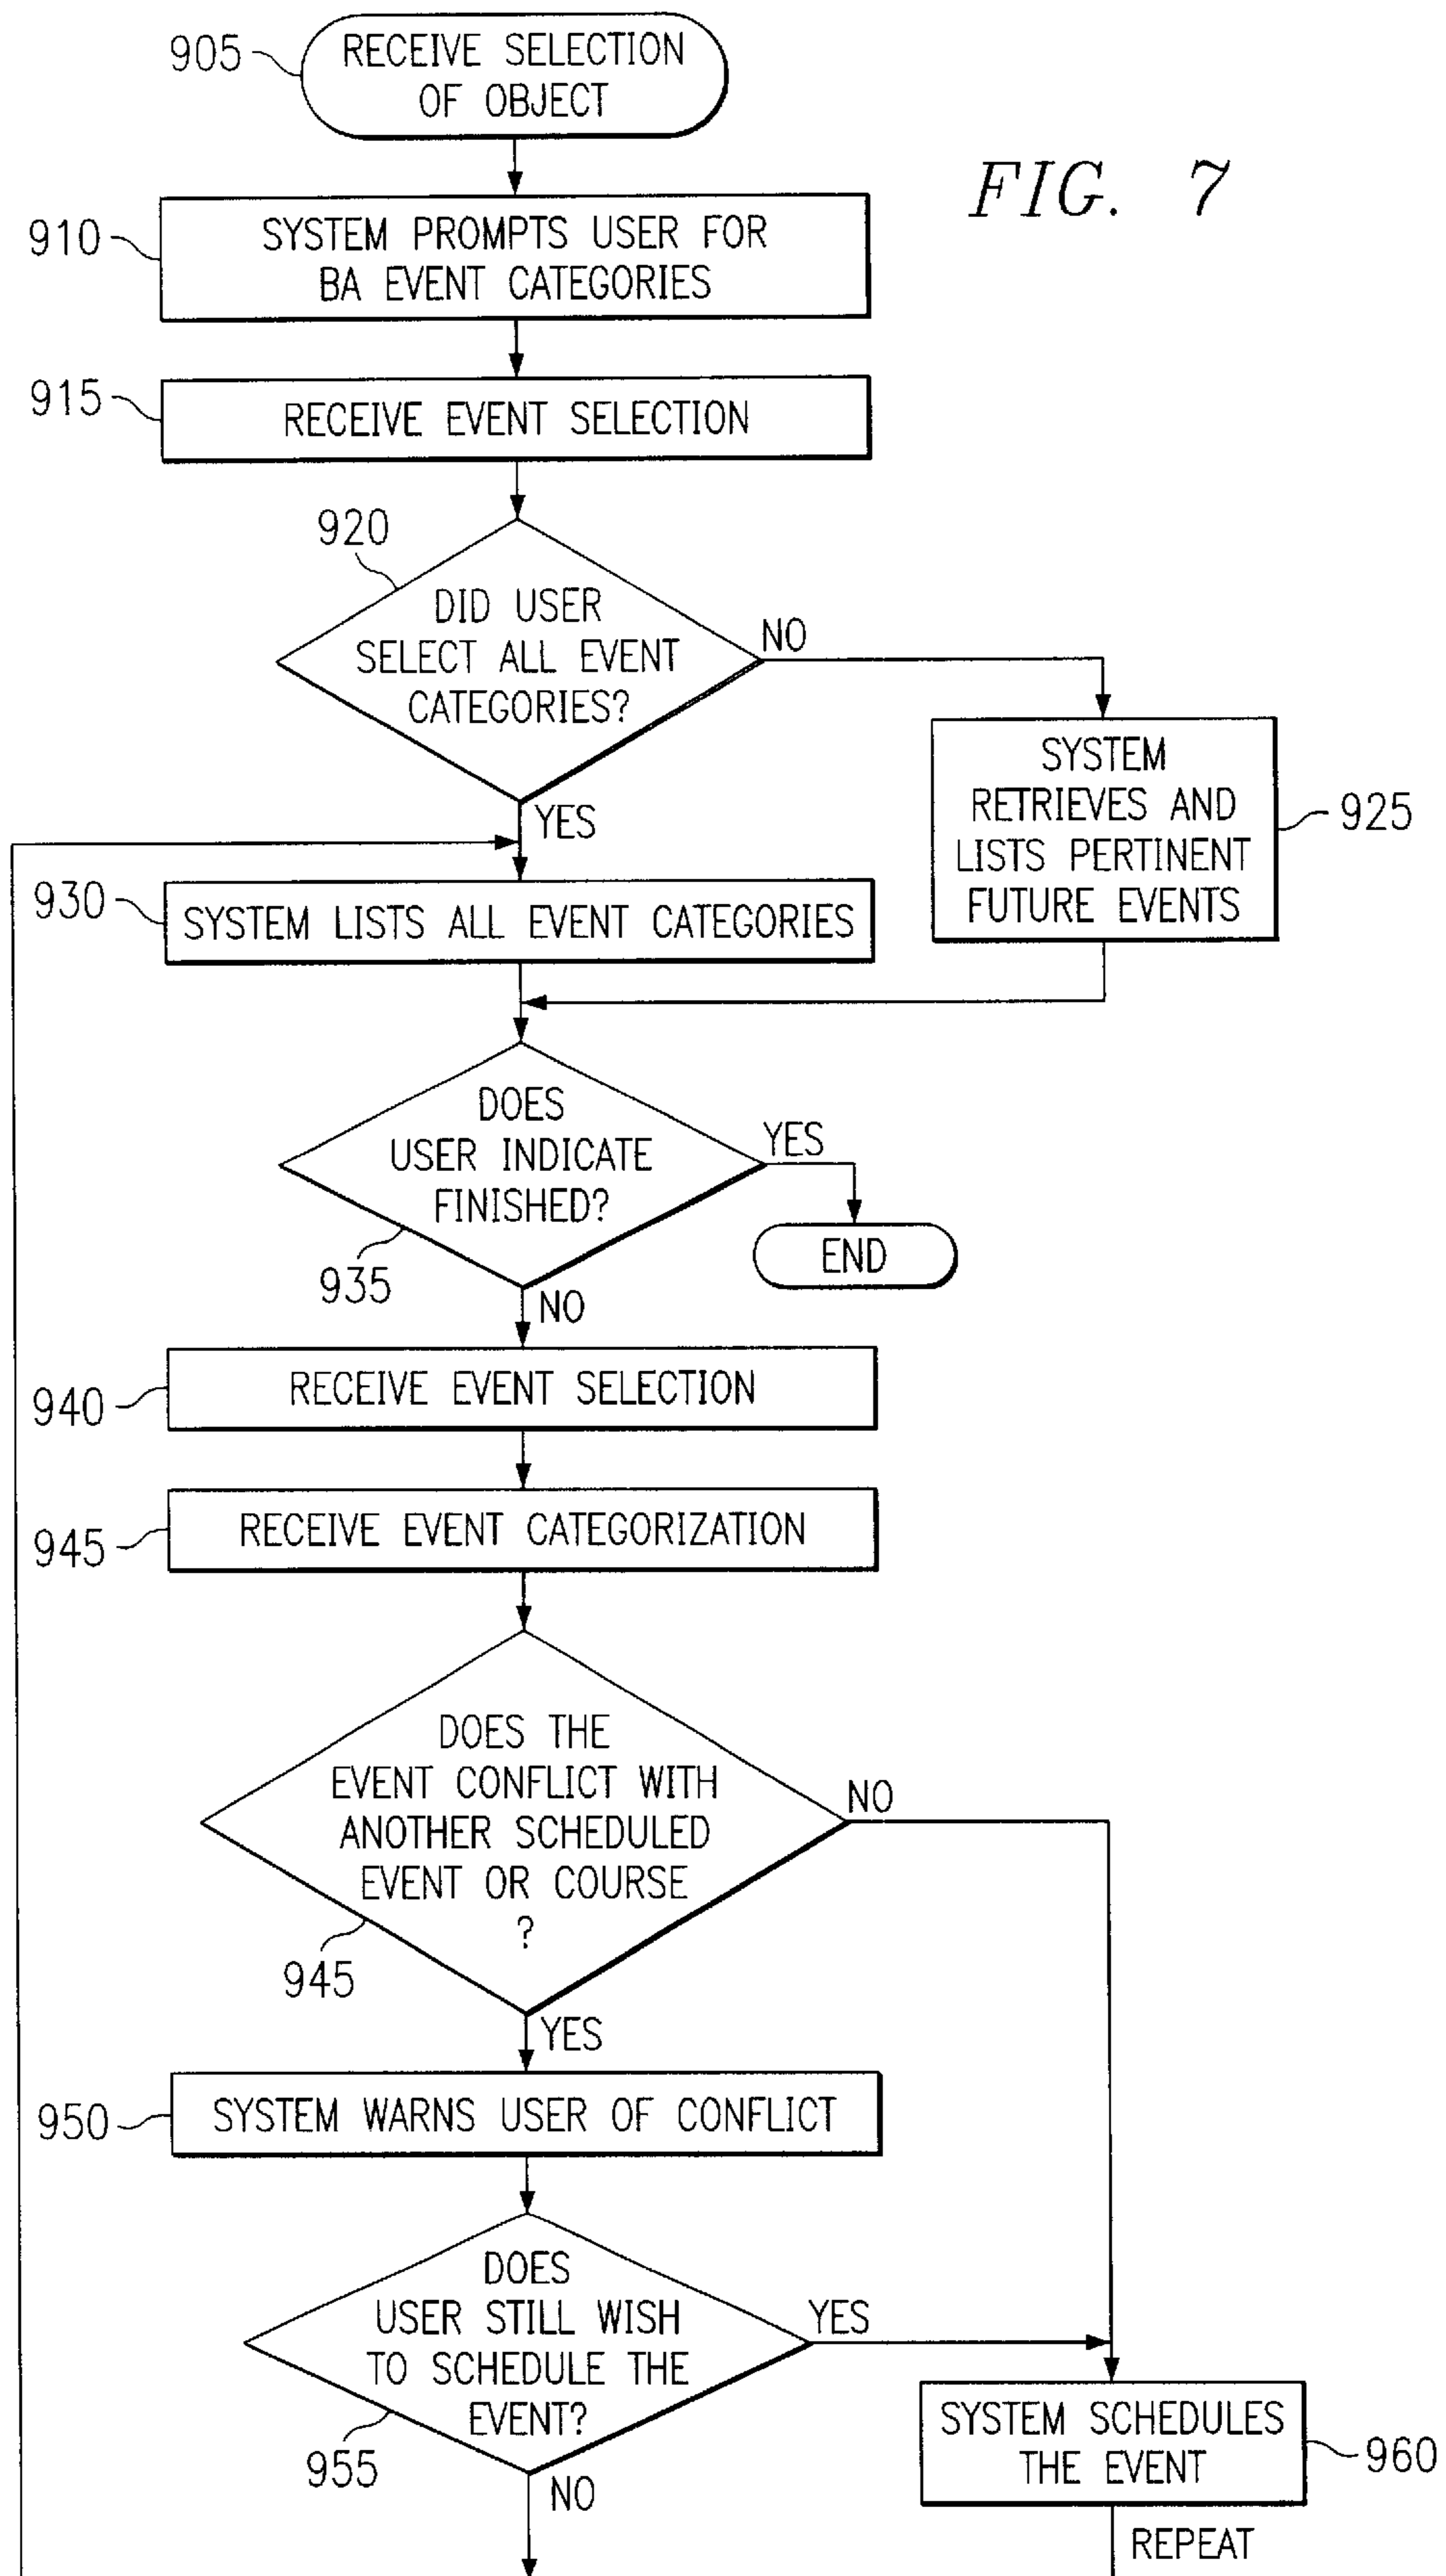 905
RECEIVE SELECTION
OF OBJECT
FIG. 7
910
SYSTEM PROMPTS USER FOR
BA EVENT CATEGORIES
915
RECEIVE EVENT SELECTION
920
DID USER
SELECT ALL EVENT
CATEGORIES?
NO
YES
SYSTEM
RETRIEVES AND
LISTS PERTINENT
FUTURE EVENTS
925
930
SYSTEM LISTS ALL EVENT CATEGORIES
DOES
USER INDICATE
FINISHED?
YES
935
END
NO
940
RECEIVE EVENT SELECTION
945
RECEIVE EVENT CATEGORIZATION
DOES THE
EVENT CONFLICT WITH
ANOTHER SCHEDULED
EVENT OR COURSE
?
NO
945
YES
950
SYSTEM WARNS USER OF CONFLICT
DOES
USER STILL WISH
TO SCHEDULE THE
EVENT?
YES
955
NO
SYSTEM SCHEDULES
THE EVENT
960
REPEAT